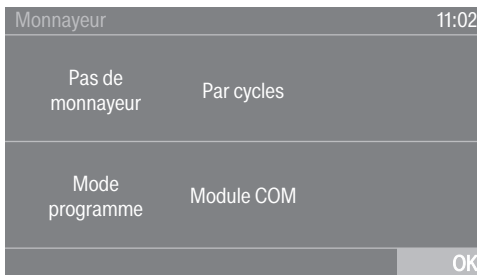 Monnayeur 11:02
Pas de
monnayeur
Par cycles
Mode
programme
Module COM
OK